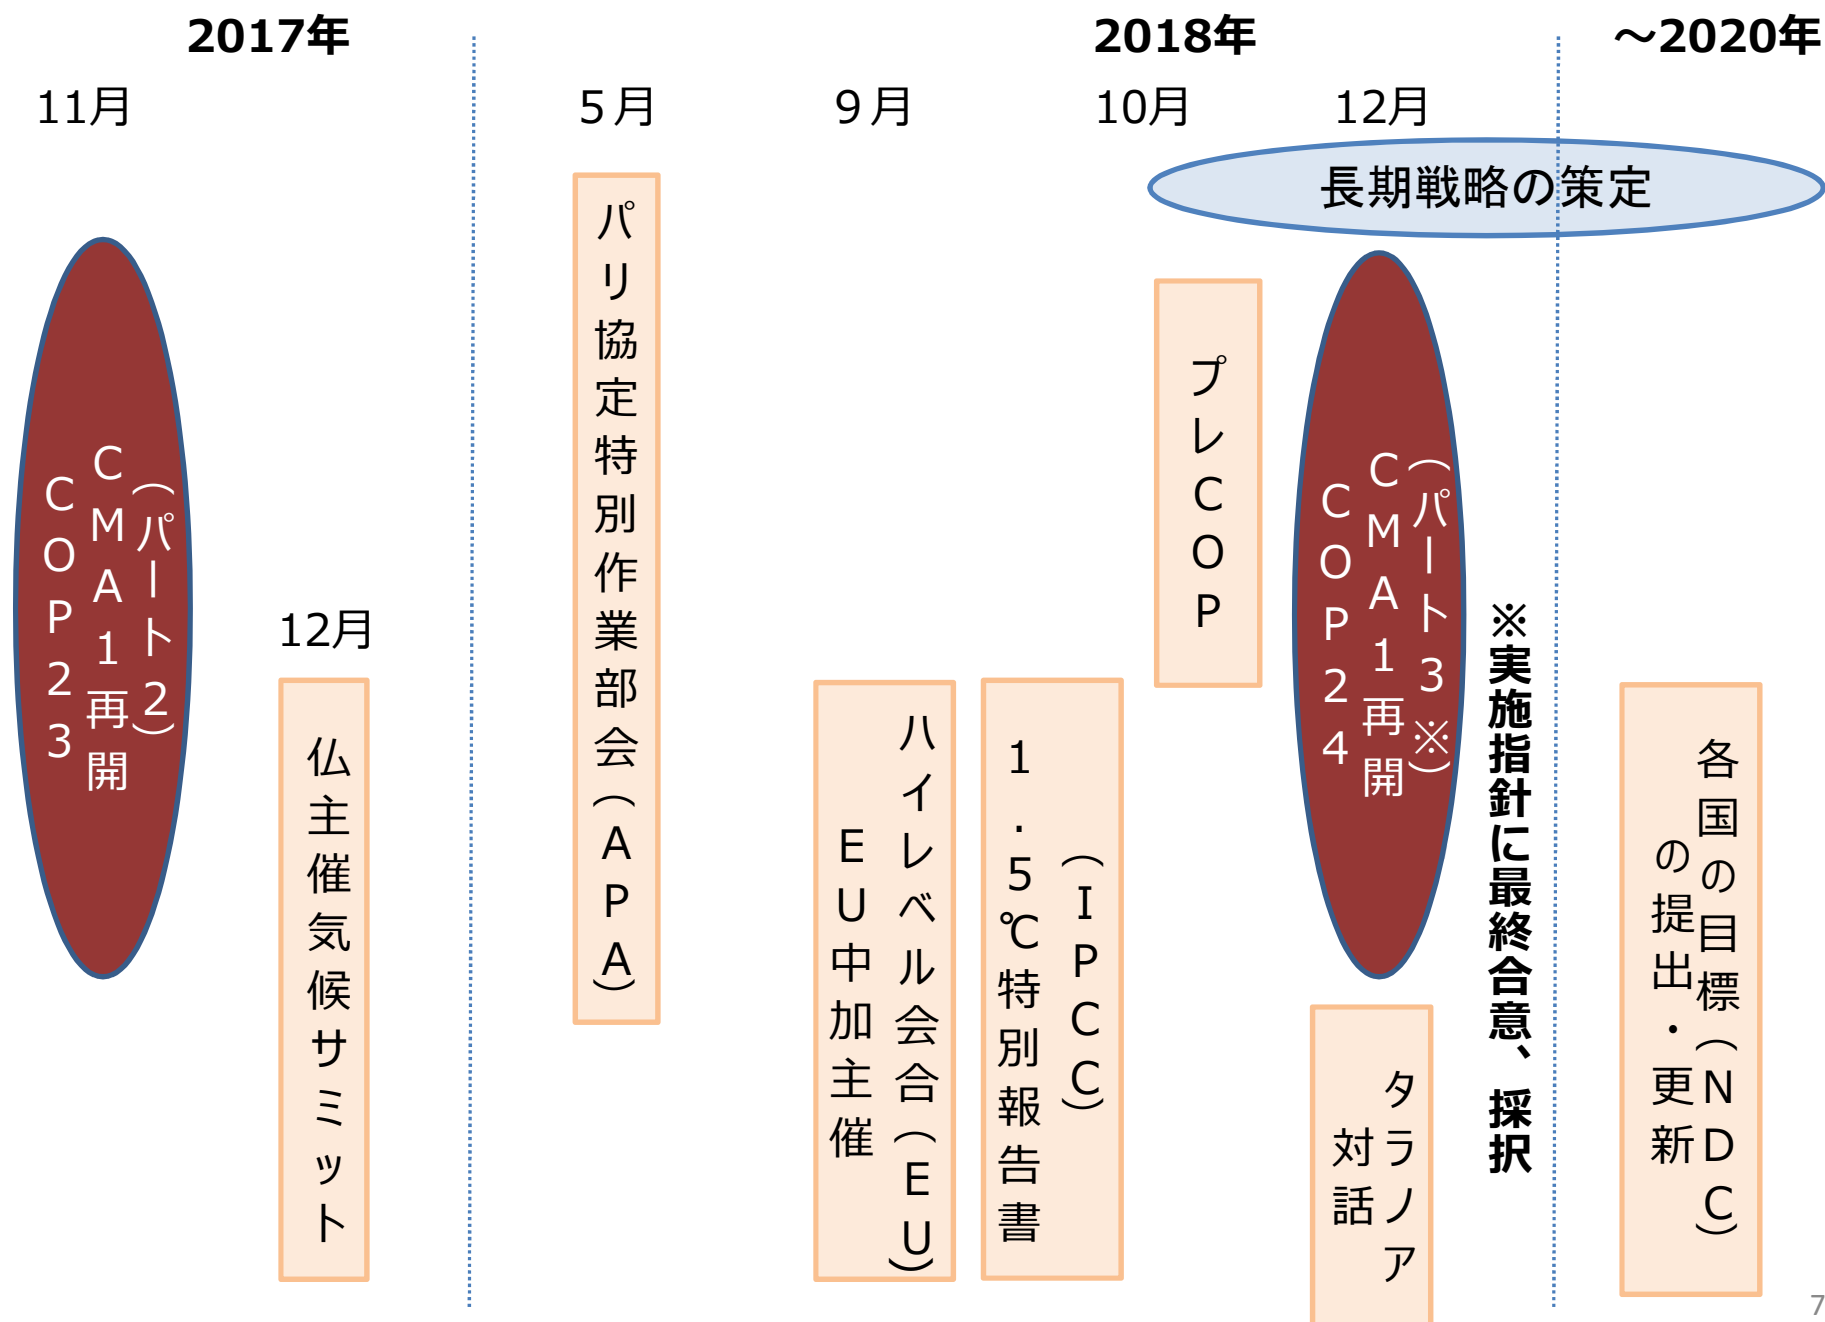 2017年
2018年
～2020年
11月
５月
９月
10月
12月
長期戦略の策定
ＣＯＰ２３
ＣＭＡ１再開
（パート２）
12月
仏主催気候サミット
パリ協定特別作業部会（ＡＰＡ）
ＥＵ中加主催
ハイレベル会合（ＥＵ）
１．５℃特別報告書
（ＩＰＣＣ）
プレＣＯＰ
ＣＯＰ２４
ＣＭＡ１再開
（パート３※）
※実施指針に最終合意、採択
タラノア
対話
各国の目標（ＮＤＣ）
の提出・更新
7